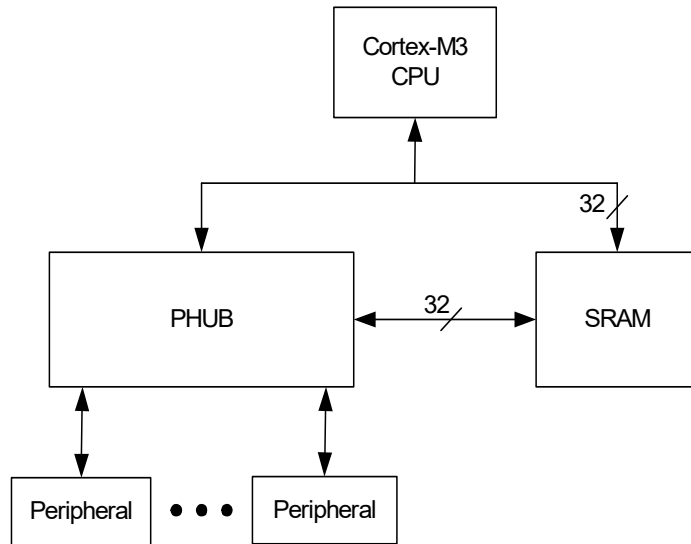 Cortex-M3
CPU
32
PHUB
32
SRAM
Peripheral
Peripheral